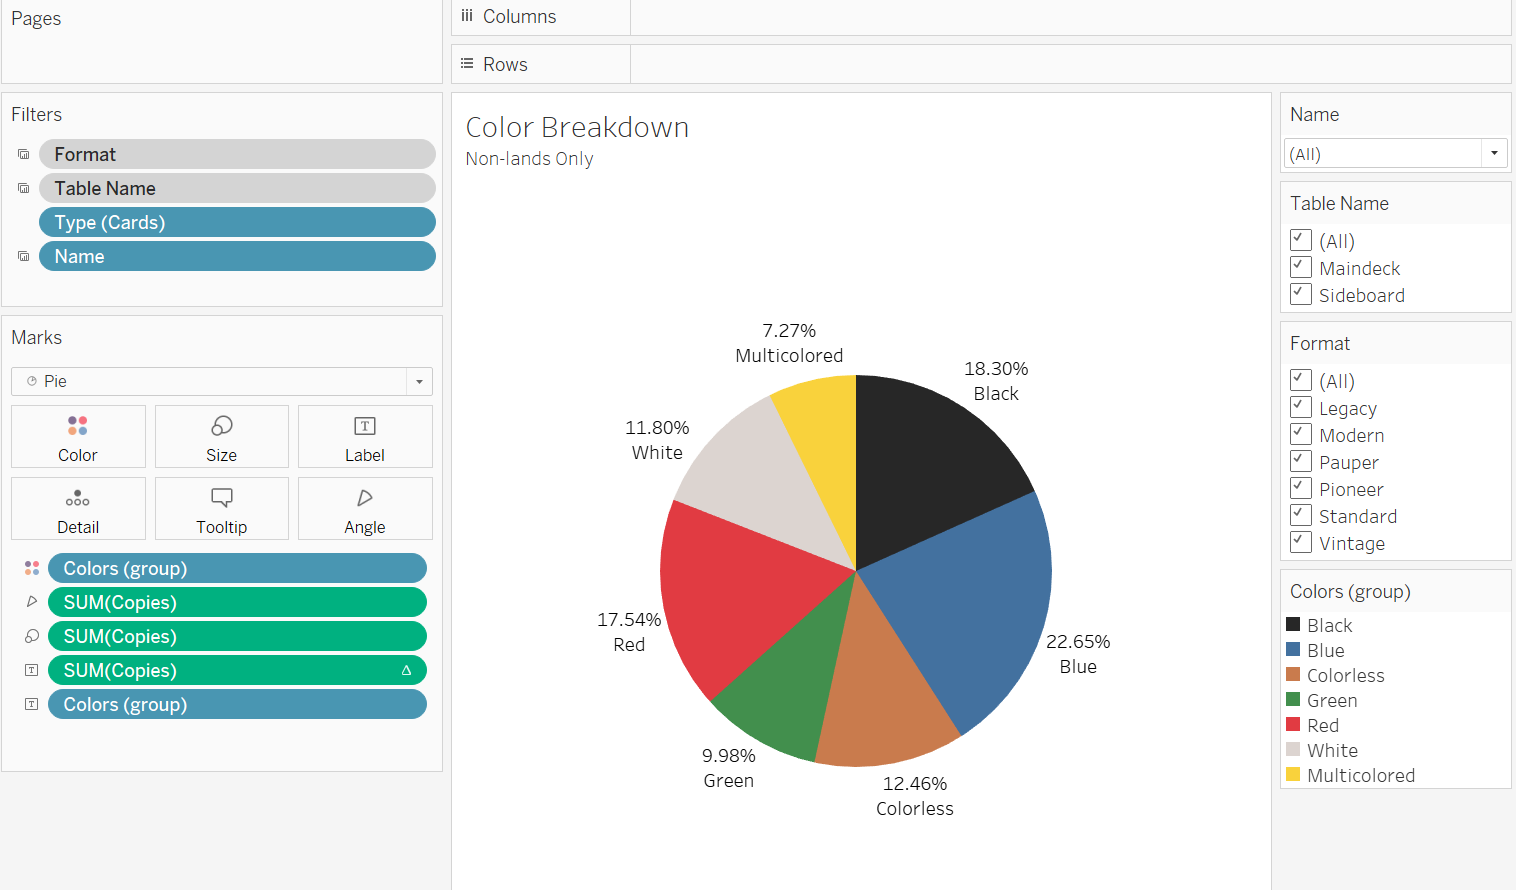 Pages
Columns
Rows
Filters
Format
Table Name
Type (Cards)
Name
Marks
Pie
Color
Size
Label
Detail
Tooltip
Angle
Colors (group)
SUM(Copies)
SUM(Copies)
SUM(Copies)
Colors (group)
Color Breakdown
Non-lands Only
7.27%
Multicolored
18.30%
Black
11.80%
White
17.54%
Red
22.65%
Blue
9.98%
Green
12.46%
Colorless
Name
(All)
Table Name
(All)
Maindeck
Sideboard
Format
(All)
Legacy
Modern
Pauper
Pioneer
Standard
Vintage
Colors (group)
Black
Blue
Colorless
Green
Red
White
Multicolored